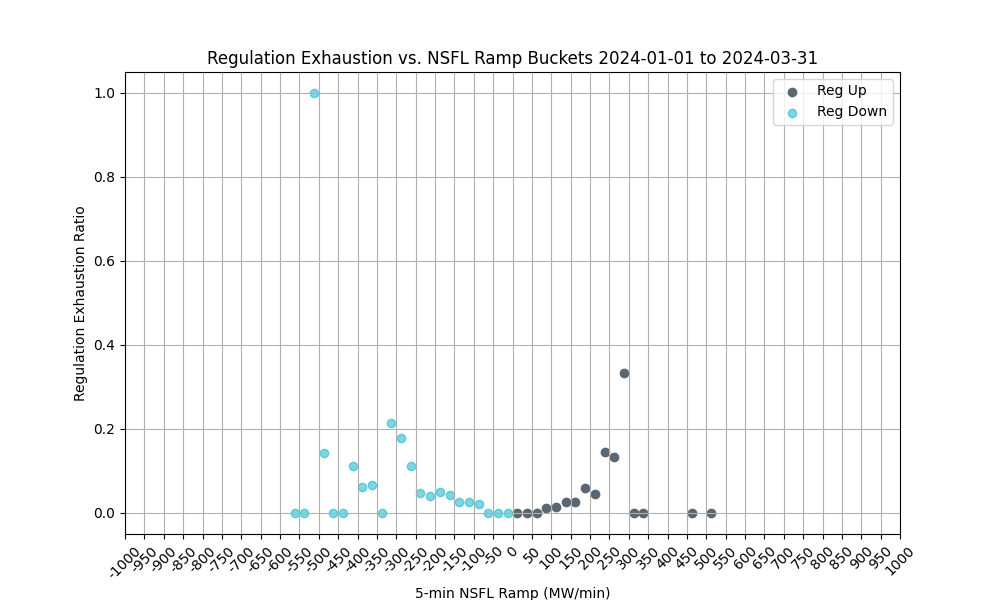 Regulation Exhaustion vs. NSFL Ramp Buckets 2024-01-01 to 2024-03-31
Reg Up
Reg Down
Regulation Exhaustion Ratio
1.0
0.8
0.6
0.4
0.2
0.0
-1000 -950 -900 -850 -800 -750 -700 -650 -600 -550 -500 -450 -400 -350 -300 -250 -200 -150 -100 -50 0 50 100 150 200 250 300 350 400 450 500 550 600 650 700 750 800 850 900 950 1000
5-min NSFL Ramp (MW/min)